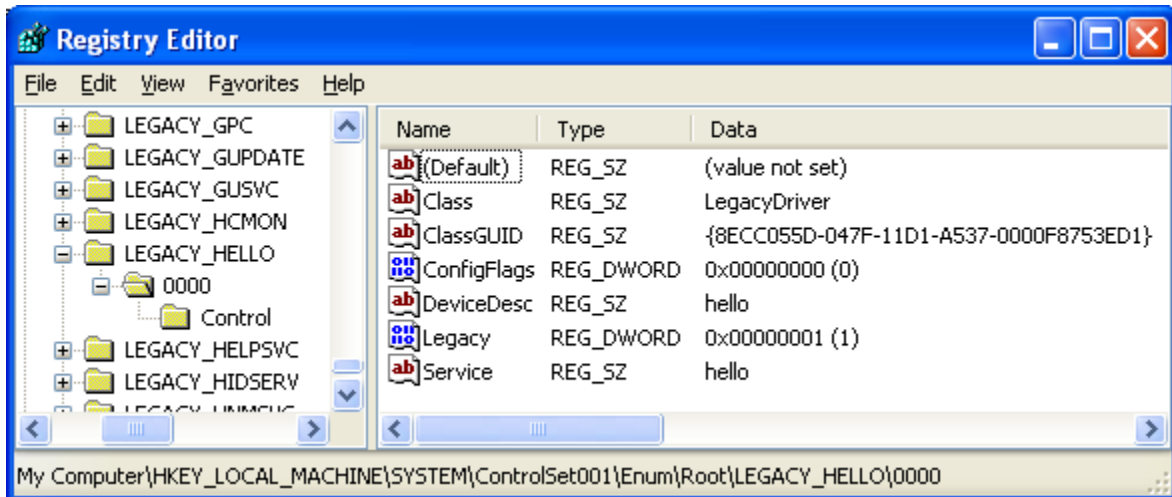 Registry Editor
File Edit View Favorites Help
LEGACY_GPC
LEGACY_GUPDATE
LEGACY_GUSVC
LEGACY_HCMON
LEGACY_HELLO
0000
Control
LEGACY_HELPSVC
LEGACY_HIDSERV
Name Type Data
(Default) REG_SZ (value not set)
Class REG_SZ LegacyDriver
ClassGUID REG_SZ {8ECC055D-047F-11D1-A537-0000F8753ED1}
ConfigFlags REG_DWORD 0x00000000 (0)
DeviceDesc REG_SZ hello
Legacy REG_DWORD 0x00000001 (1)
Service REG_SZ hello
My Computer\HKEY_LOCAL_MACHINE\SYSTEM\ControlSet001\Enum\Root\LEGACY_HELLO\0000